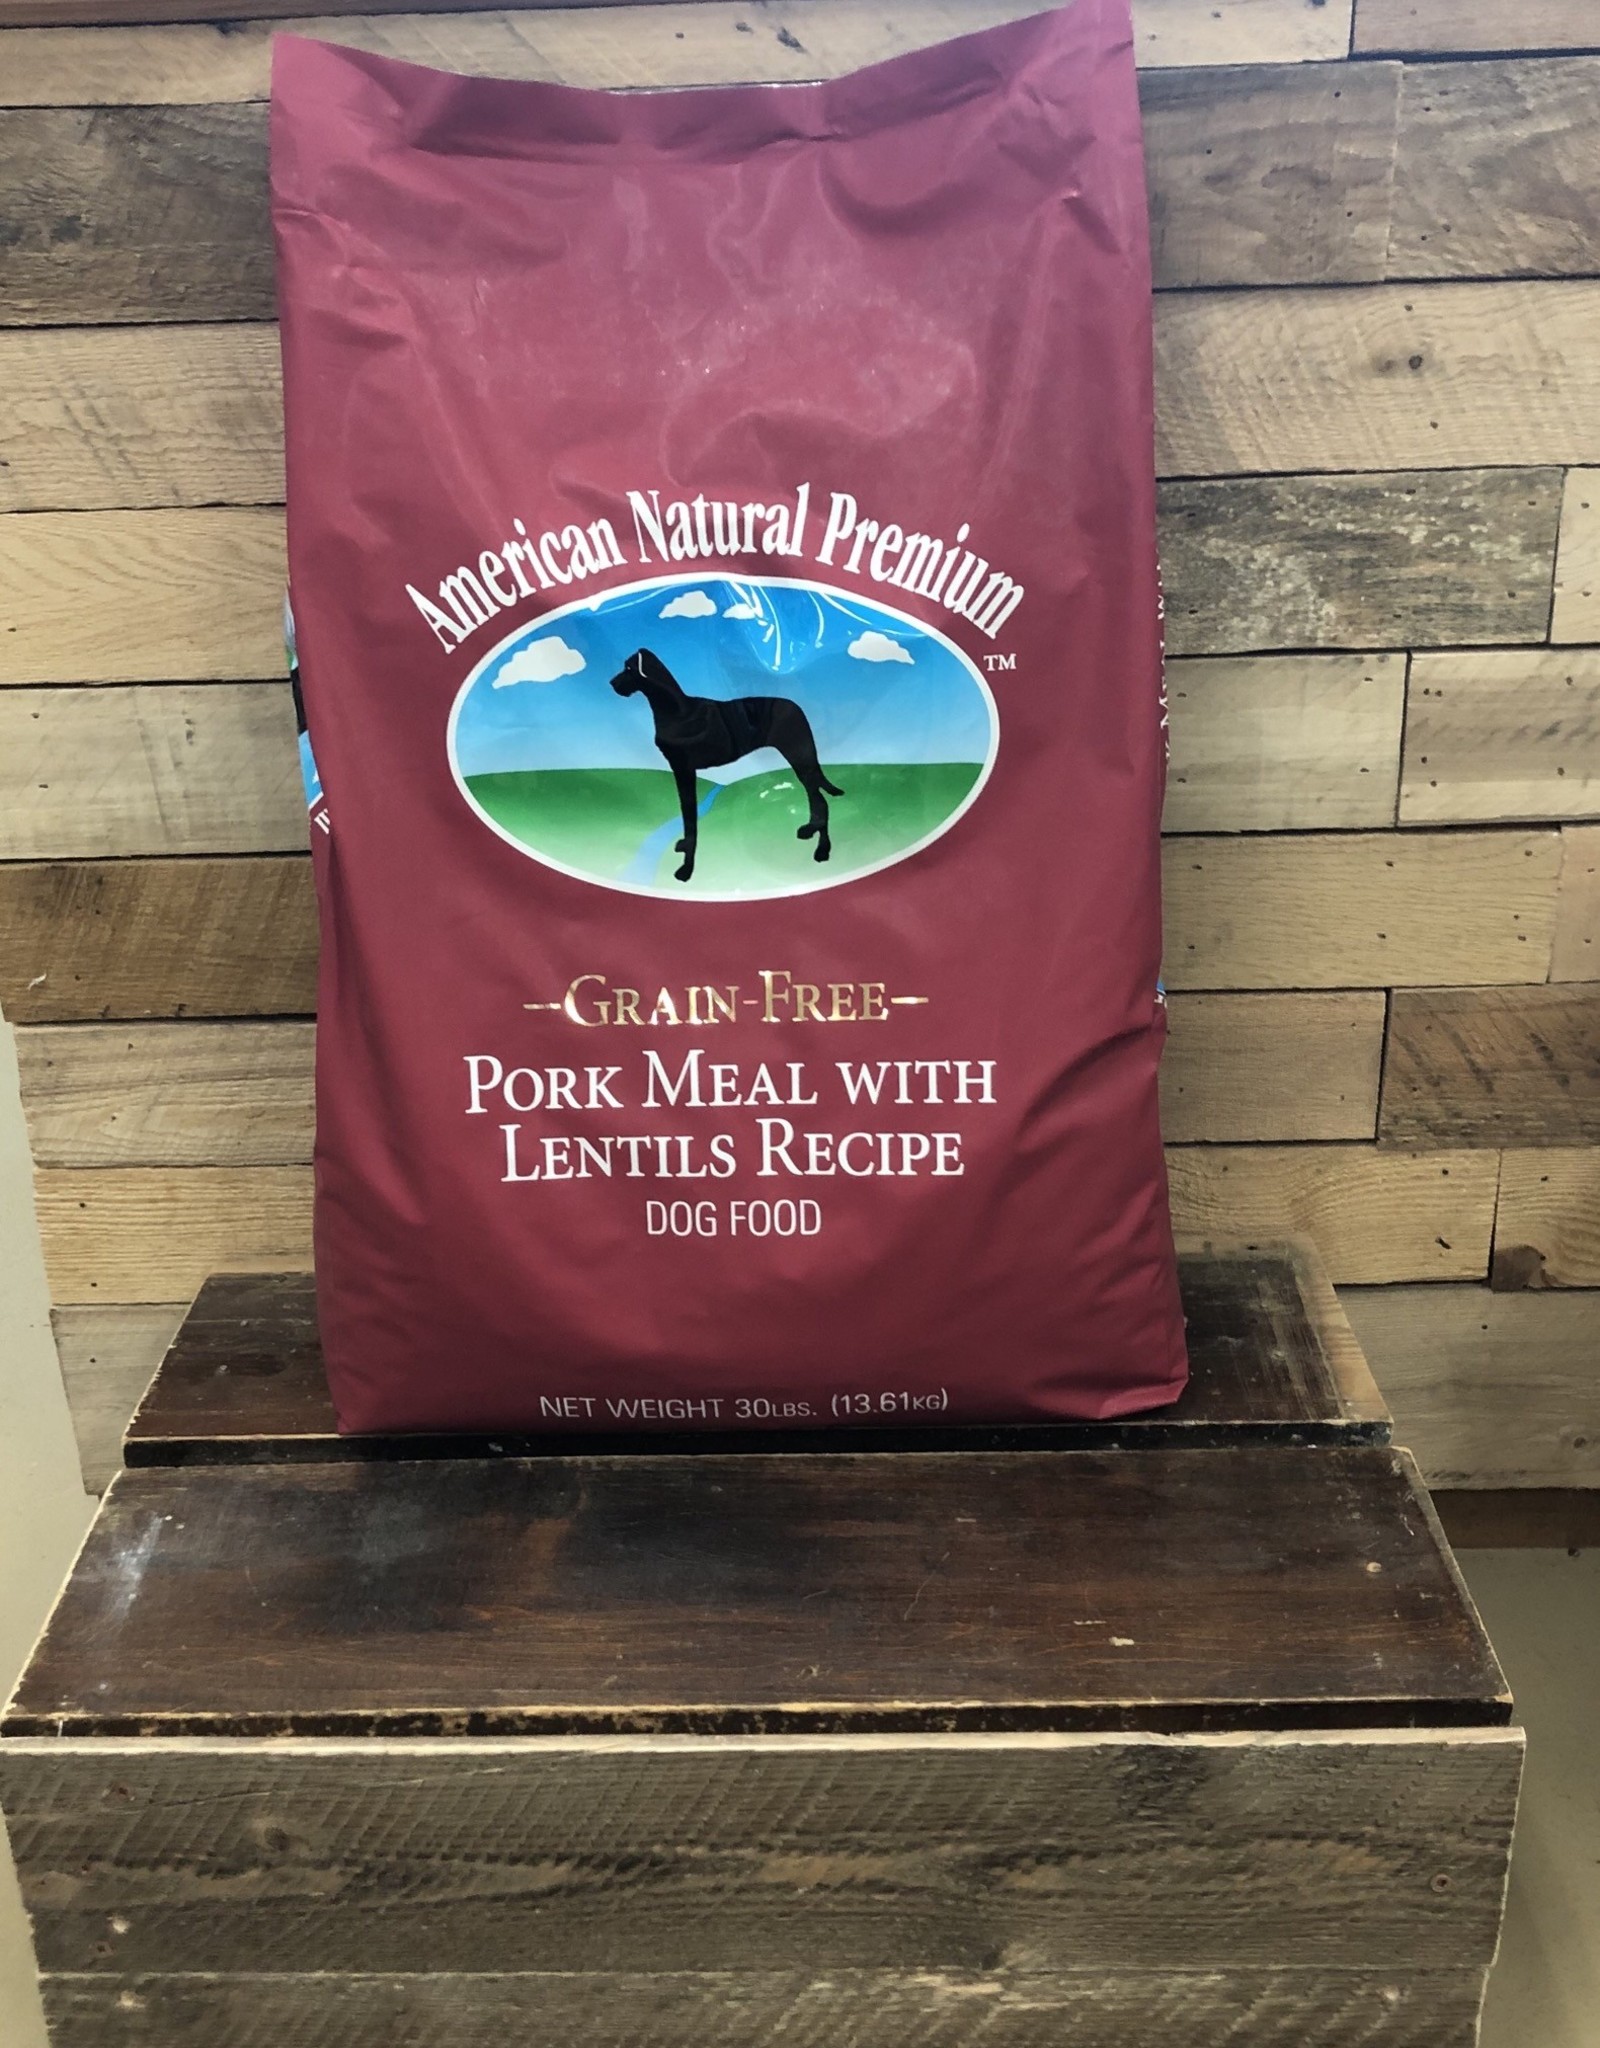 American Natural Premium
TM
-GRAIN-FREE-
PORK MEAL WITH
LENTILS RECIPE
DOG FOOD
NET WEIGHT 30LBS. (13.61KG)